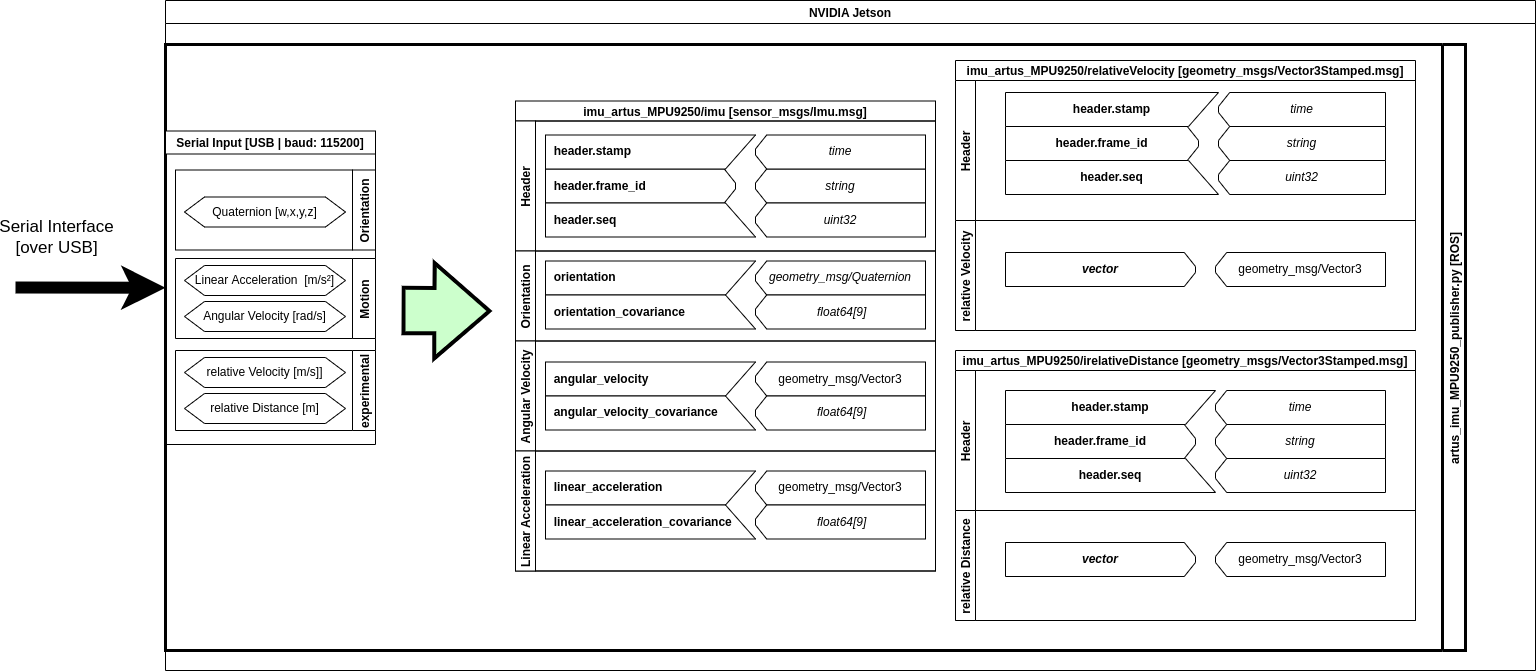 NVIDIA Jetson
Serial Interface
[over USB]
Serial Input [USB | baud: 115200]
Quaternion [w,x,y,z]
Orientation
Linear Acceleration  [m/s²]
Angular Velocity [rad/s]
Motion
relative Velocity [m/s]]
relative Distance [m]
experimental
imu_artus_MPU9250/imu [sensor_msgs/Imu.msg]
Header
header.stamp
time
header.frame_id
string
header.seq
uint32
Orientation
orientation
geometry_msg/Quaternion
orientation_covariance
float64[9]
Angular Velocity
angular_velocity
geometry_msg/Vector3
angular_velocity_covariance
float64[9]
Linear Acceleration
linear_acceleration
geometry_msg/Vector3
linear_acceleration_covariance
float64[9]
imu_artus_MPU9250/relativeVelocity [geometry_msgs/Vector3Stamped.msg]
Header
header.stamp
time
header.frame_id
string
header.seq
uint32
relative Velocity
vector
geometry_msg/Vector3
imu_artus_MPU9250/irelativeDistance [geometry_msgs/Vector3Stamped.msg]
Header
header.stamp
time
header.frame_id
string
header.seq
uint32
relative Distance
vector
geometry_msg/Vector3
artus_imu_MPU9250_publisher.py [ROS]